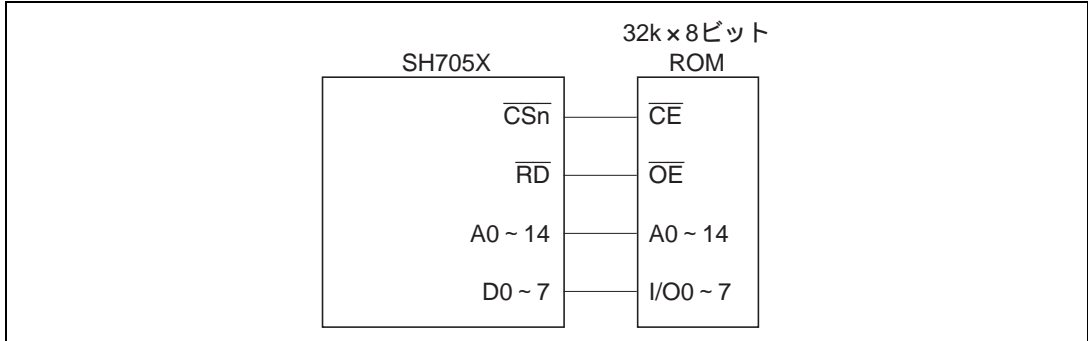 32k×8ビット
SH705X ROM
CSn CE
RD OE
A0~14 A0~14
D0~7 I/O0~7